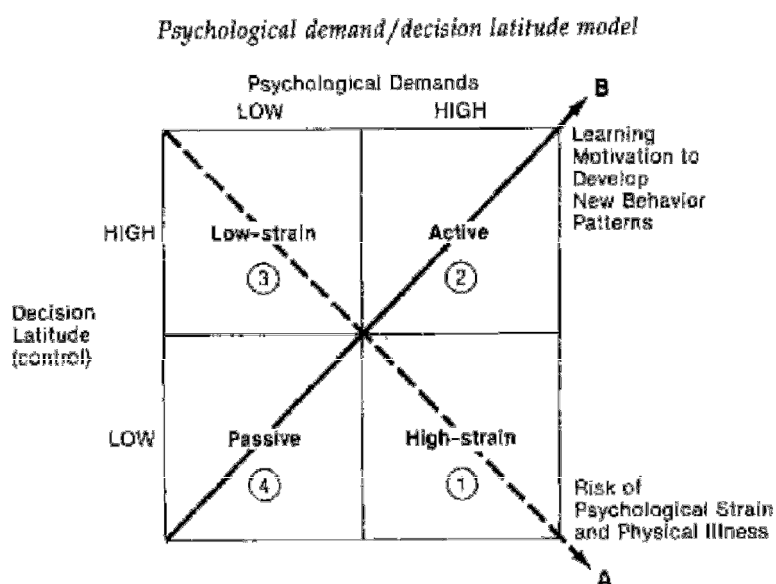 Psychological demand/decision latitude model
Psychological Demands
LOW
HIGH
B
Learning
Motivation to
Develop
New Behavior
Patterns
HIGH
Low-strain
Active
3
2
Decision
Latitude
(control)
LOW
Passive
High-strain
4
1
Risk of
Psychological Strain
and Physical Illness
A